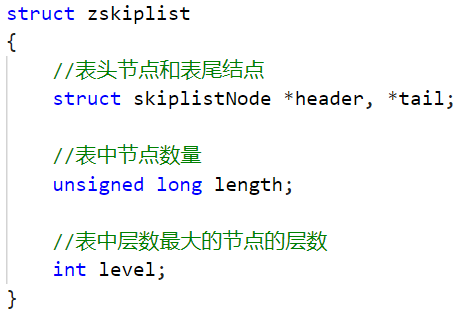 struct zskiplist
{
//表头节点和表尾结点
struct skiplistNode *header, *tail;
//表中节点数量
unsigned long length;
//表中层数最大的节点的层数
int level;
}